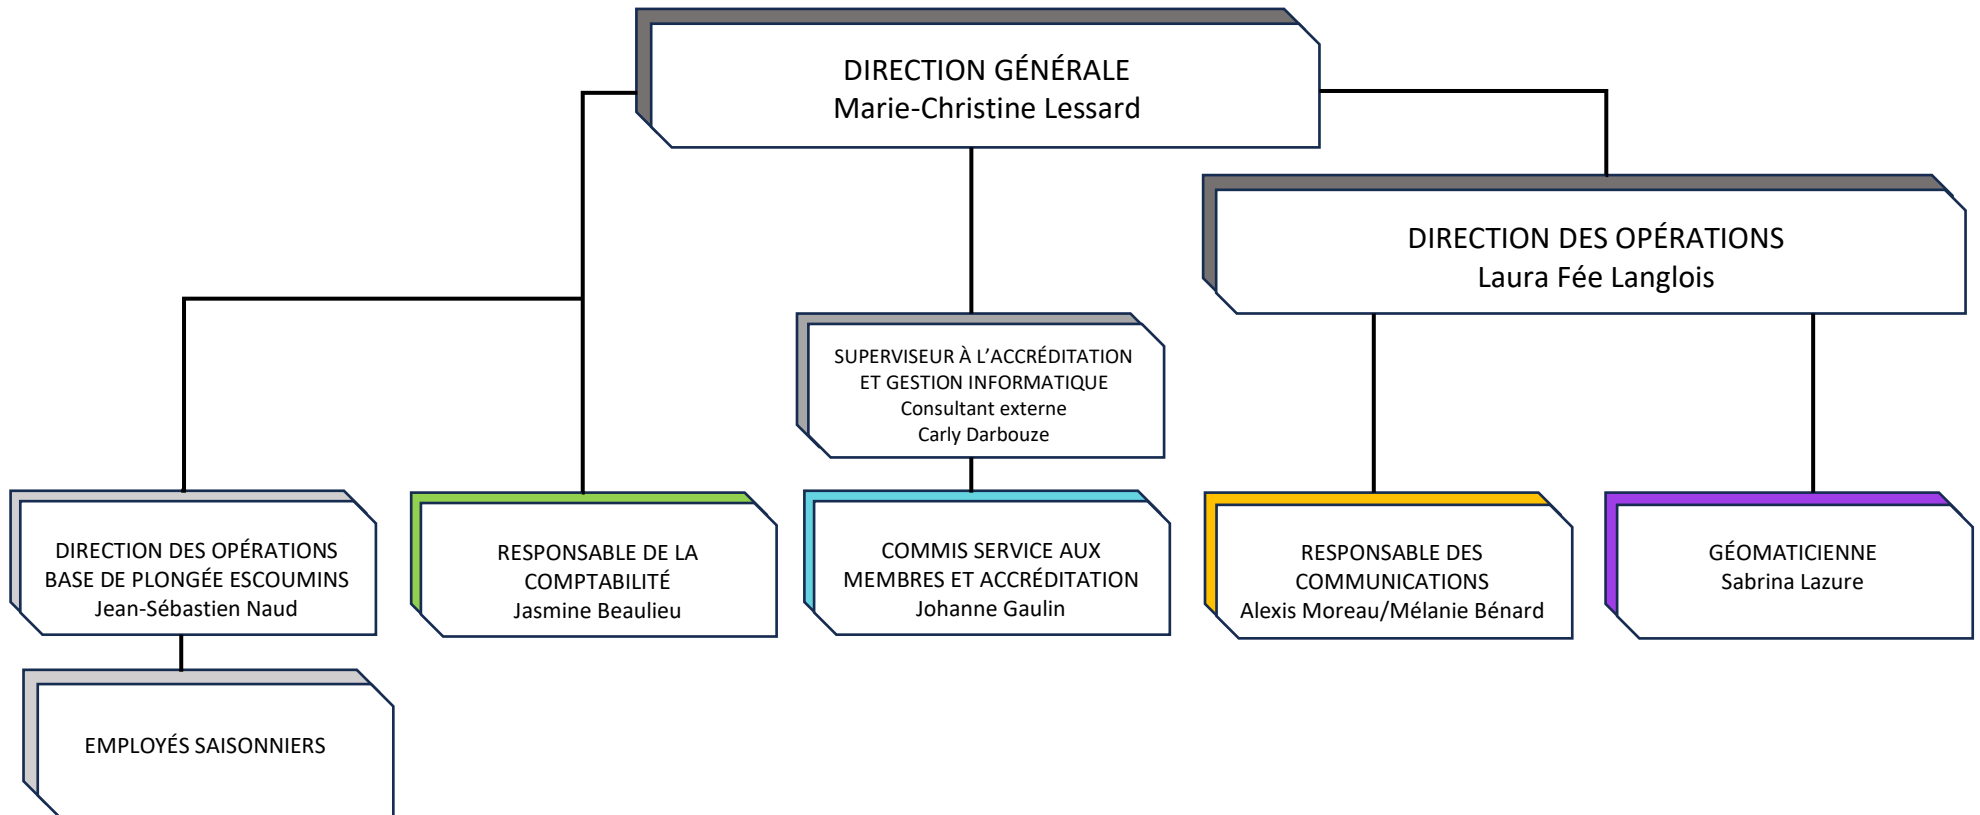 DIRECTION GÉNÉRALE
Marie-Christine Lessard
DIRECTION DES OPÉRATIONS
Laura Fée Langlois
SUPERVISEUR À L’ACCRÉDITATION
ET GESTION INFORMATIQUE
Consultant externe
Carly Darbouze
DIRECTION DES OPÉRATIONS
BASE DE PLONGÉE ESCOUMINS
Jean-Sébastien Naud
RESPONSABLE DE LA
COMPTABILITÉ
Jasmine Beaulieu
COMMIS SERVICE AUX
MEMBRES ET ACCRÉDITATION
Johanne Gaulin
RESPONSABLE DES
COMMUNICATIONS
Alexis Moreau/Mélanie Bénard
GÉOMATICIENNE
Sabrina Lazure
EMPLOYÉS SAISONNIERS